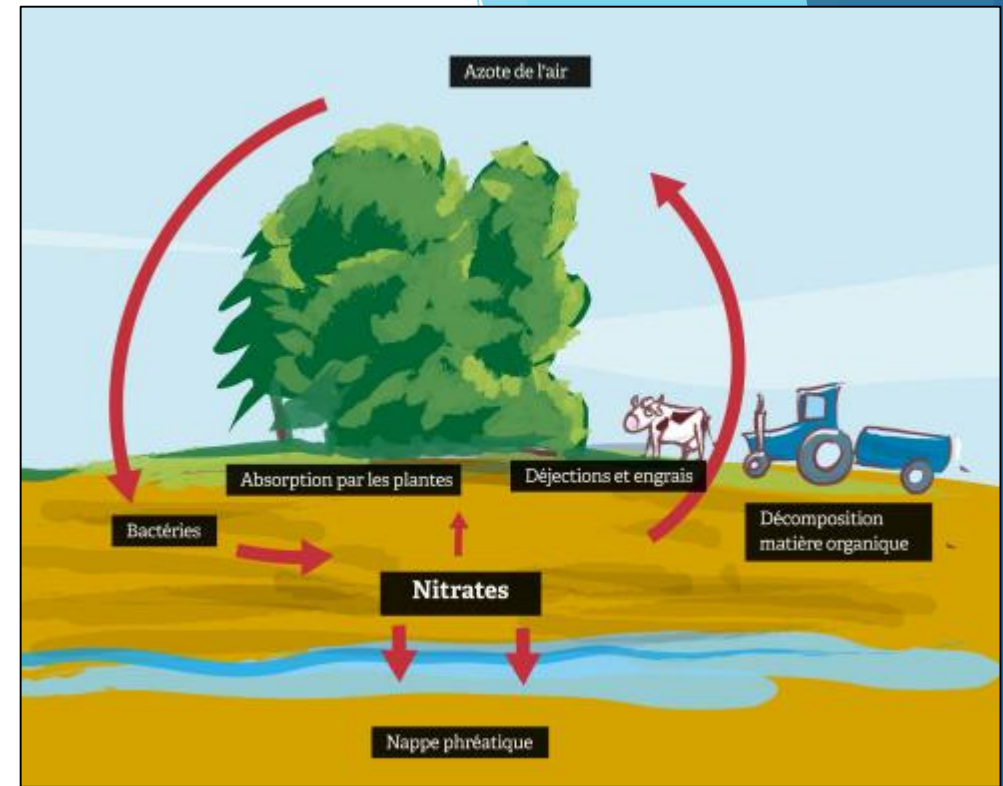 Azote de l'air
Absorption par les plantes
Déjections et engrais
Bactéries
Décomposition
matière organique
Nitrates
Nappe phréatique